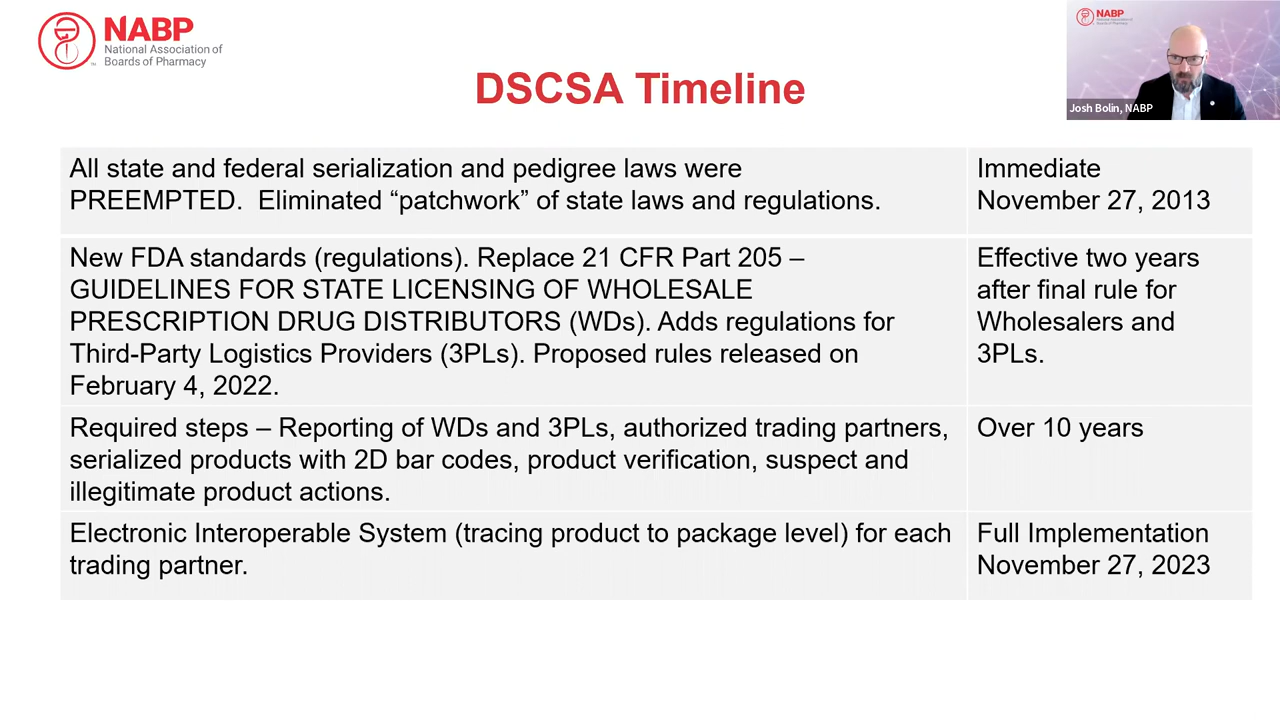 NABP
National Association of
Boards of Pharmacy
DSCSA Timeline
NABP
Josh Bolin, NABP
All state and federal serialization and pedigree laws were
PREEMPTED.  Eliminated “patchwork” of state laws and regulations.
Immediate
November 27, 2013
New FDA standards (regulations). Replace 21 CFR Part 205 –
GUIDELINES FOR STATE LICENSING OF WHOLESALE
PRESCRIPTION DRUG DISTRIBUTORS (WDs). Adds regulations for
Third-Party Logistics Providers (3PLs). Proposed rules released on
February 4, 2022.
Effective two years
after final rule for
Wholesalers and
3PLs.
Required steps – Reporting of WDs and 3PLs, authorized trading partners,
serialized products with 2D bar codes, product verification, suspect and
illegitimate product actions.
Over 10 years
Electronic Interoperable System (tracing product to package level) for each
trading partner.
Full Implementation
November 27, 2023